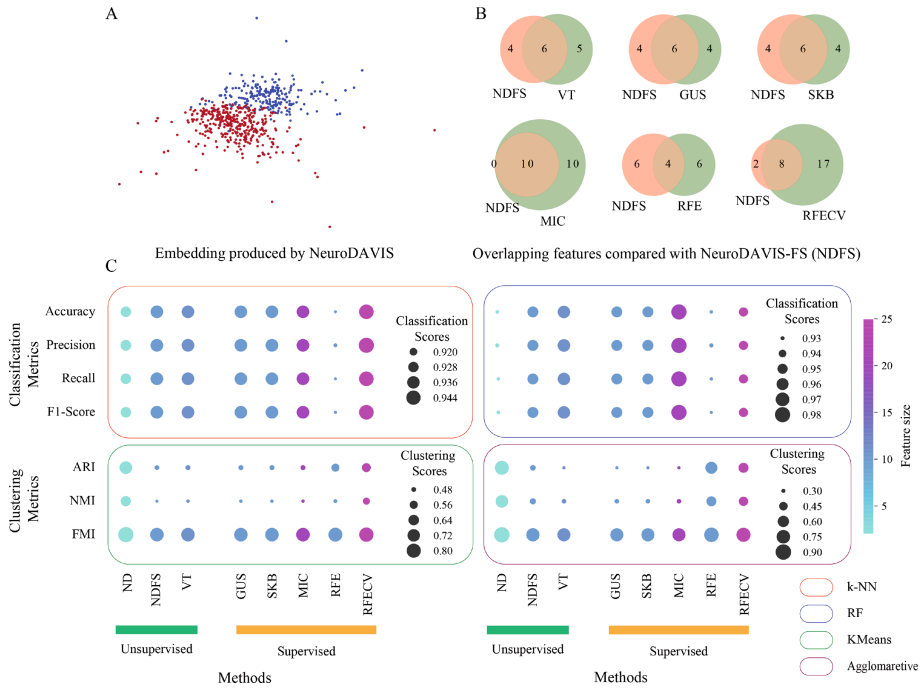 A
B
4 6 5
NDFS VT
4 6 4
NDFS GUS
4 6 4
NDFS SKB
0 10 10
NDFS MIC
6 4 6
NDFS RFE
2 8 17
NDFS RFECV
Embedding produced by NeuroDAVIS
Overlapping features compared with NeuroDAVIS-FS (NDFS)
C
Classification
Metrics
Accuracy
Precision
Recall
F1-Score
Classification
Scores
0.920
0.928
0.936
0.944
Classification
Scores
0.93
0.94
0.95
0.96
0.97
0.98
Clustering
Metrics
ARI
NMI
FMI
Clustering
Scores
0.48
0.56
0.64
0.72
0.80
Clustering
Scores
0.30
0.45
0.60
0.75
0.90
25
20
15
10
5
Feature size
ND NDFS VT GUS SKB MIC RFE RFECV
ND NDFS VT GUS SKB MIC RFE RFECV
Unsupervised Supervised
Unsupervised Supervised
Methods
Methods
k-NN
RF
KMeans
Agglomaretive